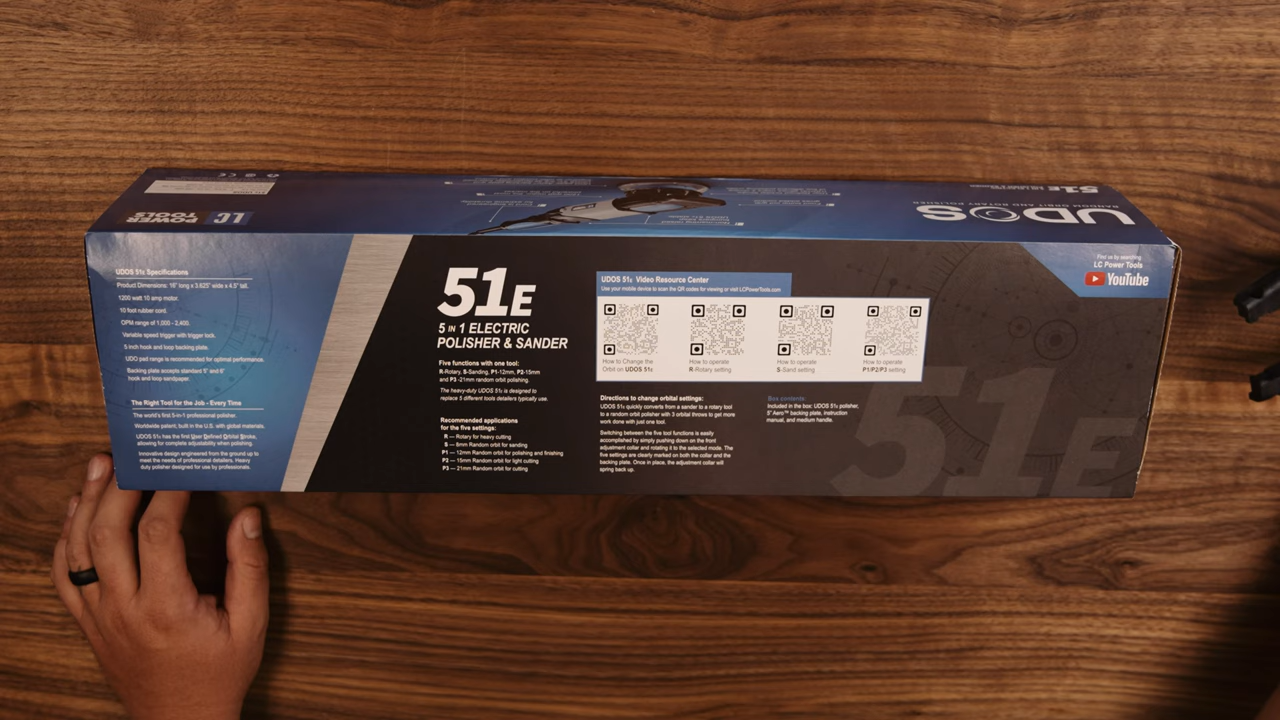 LC
POWER
TOOLS
UDOS
RANDOM ORBIT AND ROTARY POLISHER
51E
UDOS 51E Specifications
Product Dimensions: 16" long x 3.625" wide x 4.5" tall.
1200 watt 10 amp motor.
10 foot rubber cord.
OPM range of 1,000 - 2,400.
Variable speed trigger with trigger lock.
5 inch hook and loop backing plate.
UDO pad range is recommended for optimal performance.
Backing plate accepts standard 5" and 6"
hook and loop sandpaper.
The Right Tool for the Job - Every Time
The world's first 5-in-1 professional polisher.
Worldwide patent; built in the U.S. with global materials.
UDOS 51E has the first User Defined Orbital Stroke,
allowing for complete adjustability when polishing.
Innovative design engineered from the ground up to
meet the needs of professional detailers. Heavy
duty polisher designed for use by professionals.
51E
5 IN 1 ELECTRIC
POLISHER & SANDER
Five functions with one tool:
R-Rotary, S-Sanding, P1-12mm, P2-15mm
and P3 -21mm random orbit polishing.
The heavy-duty UDOS 51E is designed to
replace 5 different tools detailers typically use.
Recommended applications
for the five settings:
R — Rotary for heavy cutting
S — 8mm Random orbit for sanding
P1 — 12mm Random orbit for polishing and finishing
P2 — 15mm Random orbit for light cutting
P3 — 21mm Random orbit for cutting
UDOS 51E Video Resource Center
Use your mobile device to scan the QR codes for viewing or visit LCPowerTools.com
How to Change the
Orbit on UDOS 51E
How to operate
R-Rotary setting
How to operate
S-Sand setting
How to operate
P1/P2/P3 setting
Directions to change orbital settings:
UDOS 51E quickly converts from a sander to a rotary tool
to a random orbit polisher with 3 orbital throws to get more
work done with just one tool.
Switching between the five tool functions is easily
accomplished by simply pushing down on the front
adjustment collar and rotating it to the selected mode. The
five settings are clearly marked on both the collar and the
backing plate. Once in place, the adjustment collar will
spring back up.
Box contents:
Included in the box: UDOS 51E polisher,
5" Aero™ backing plate, instruction
manual, and medium handle.
Find us by searching
LC Power Tools
YouTube
51E